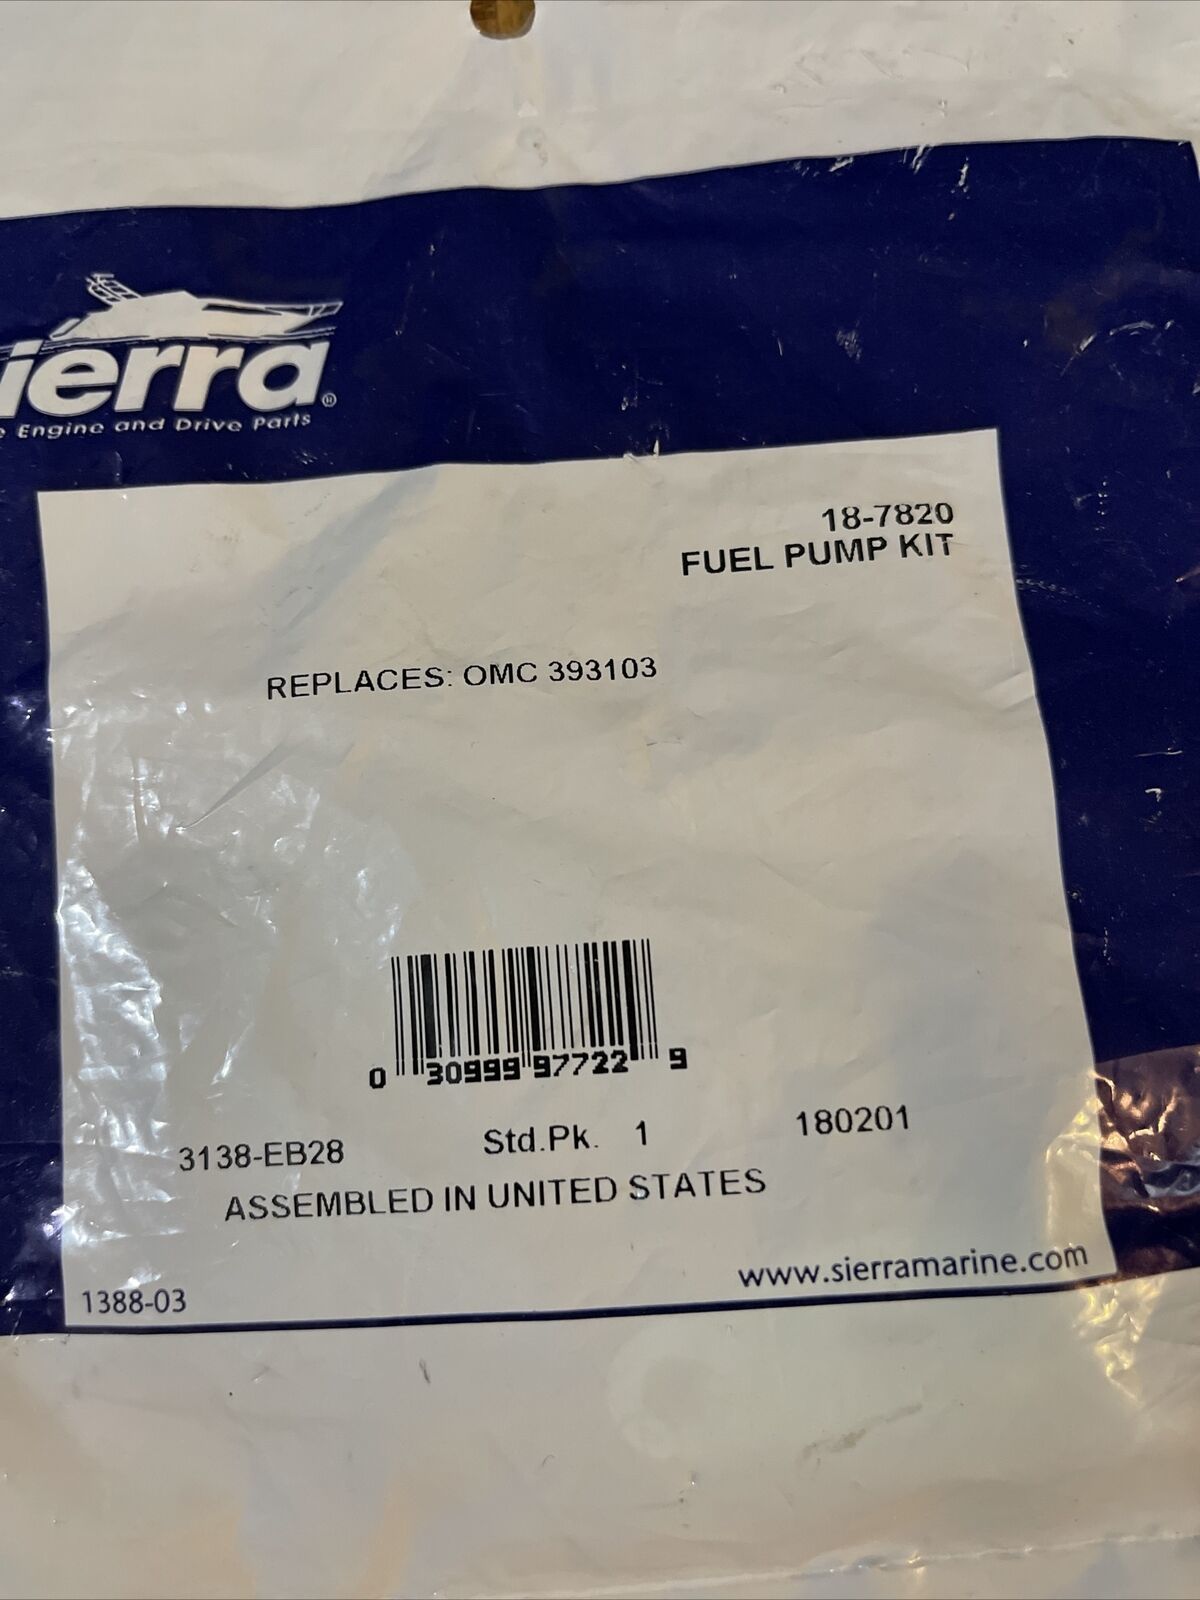 ierra®
e Engine and Drive Parts
18-7820
FUEL PUMP KIT
REPLACES: OMC 393103
0 30999 97722 9
3138-EB28 Std.Pk. 1 180201
ASSEMBLED IN UNITED STATES
1388-03 www.sierramarine.com